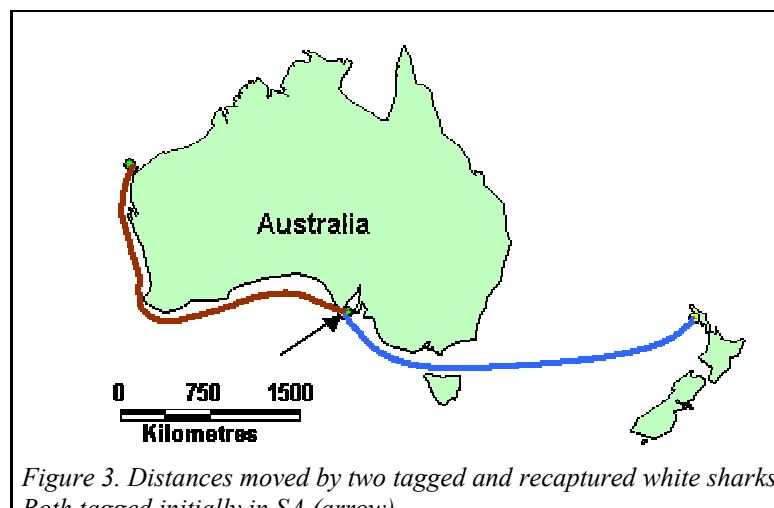 Australia
0 750 1500
Kilometres
Figure 3. Distances moved by two tagged and recaptured white sharks
Both tagged initially in SA (arrow)